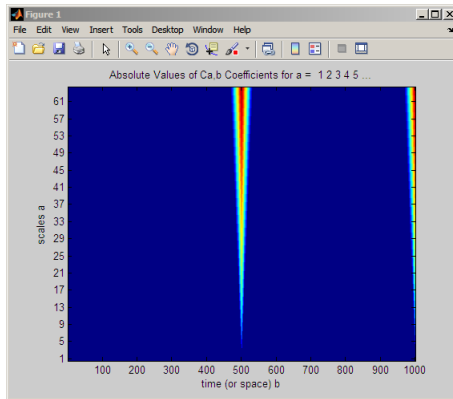 Figure 1
File Edit View Insert Tools Desktop Window Help
Absolute Values of Ca,b Coefficients for a = 1 2 3 4 5 ...
scales a
61
57
53
49
45
41
37
33
29
25
21
17
13
9
5
1
100 200 300 400 500 600 700 800 900 1000
time (or space) b